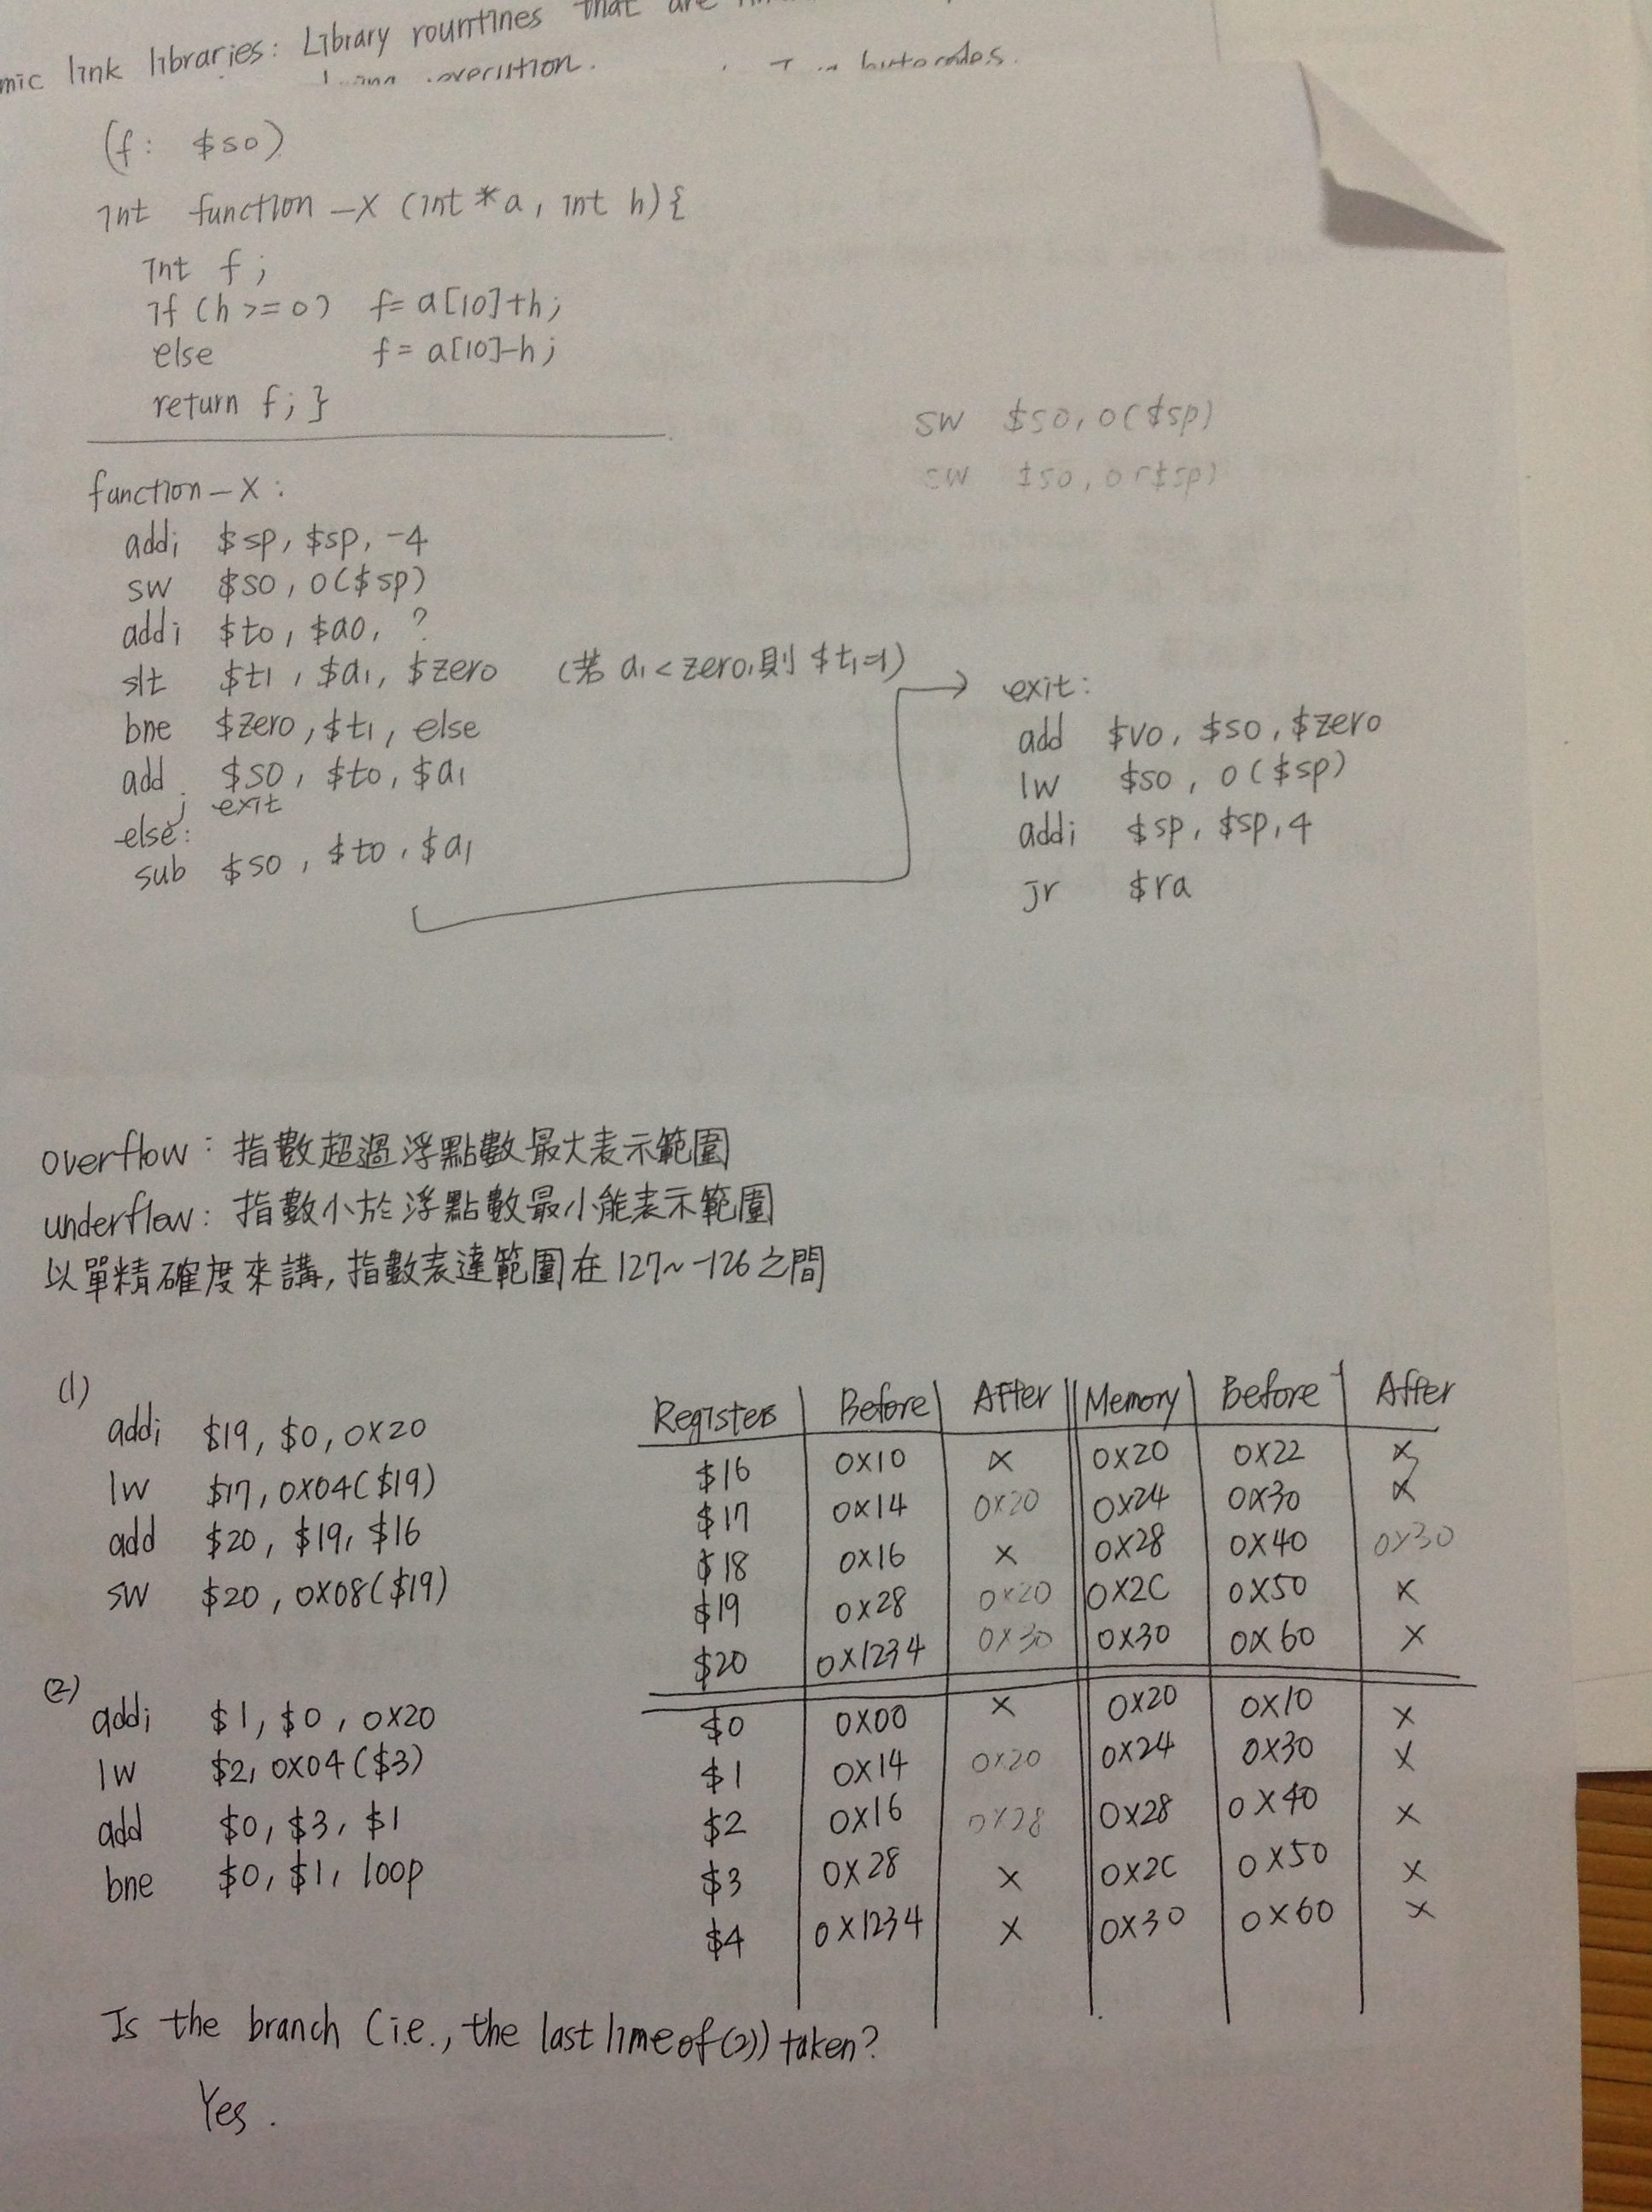 mic link libraries: Library rountines that are
execution.
(f: $s0)
int function-X (int *a, int h){
int f;
if (h>=0) f=a[10]+h;
else f=a[10]-h;
return f; }
sw $s0, 0($sp)
sw $s0, 0($sp)
function-X:
addi $sp, $sp, -4
sw $s0, 0($sp)
addi $t0, $a0, ?
slt $t1, $a1, $zero (若 a1<zero,則 $t1=1)
bne $zero, $t1, else
add $s0, $t0, $a1
j exit
else:
sub $s0, $t0, $a1
exit:
add $v0, $s0, $zero
lw $s0, 0($sp)
addi $sp, $sp, 4
jr $ra
overflow: 指數超過浮點數最大表示範圍
underflow: 指數小於浮點數最小能表示範圍
以單精確度來講,指數表達範圍在127~-126之間
(1)
addi $19, $0, 0x20
lw $17, 0x04($19)
add $20, $19, $16
sw $20, 0x08($19)
Registers Before After Memory Before After
$16 0x10 x 0x20 0x22 x
$17 0x14 0x20 0x24 0x30 x
$18 0x16 x 0x28 0x40 0x30
$19 0x28 0x20 0x2C 0x50 x
$20 0x1234 0x30 0x30 0x60 x
(2)
addi $1, $0, 0x20
lw $2, 0x04($3)
add $0, $3, $1
bne $0, $1, loop
$0 0x00 x 0x20 0x10 x
$1 0x14 0x20 0x24 0x30 x
$2 0x16 0x28 0x28 0x40 x
$3 0x28 x 0x2C 0x50 x
$4 0x1234 x 0x30 0x60 x
Is the branch (i.e., the last lime of (2)) taken?
Yes.